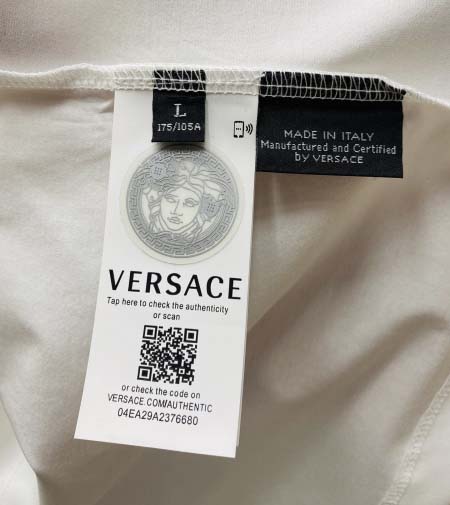 L
175/105A
MADE IN ITALY
Manufactured and Certified
by VERSACE
VERSACE
Tap here to check the authenticity
or scan
or check the code on
VERSACE.COM/AUTHENTIC
04EA29A2376680